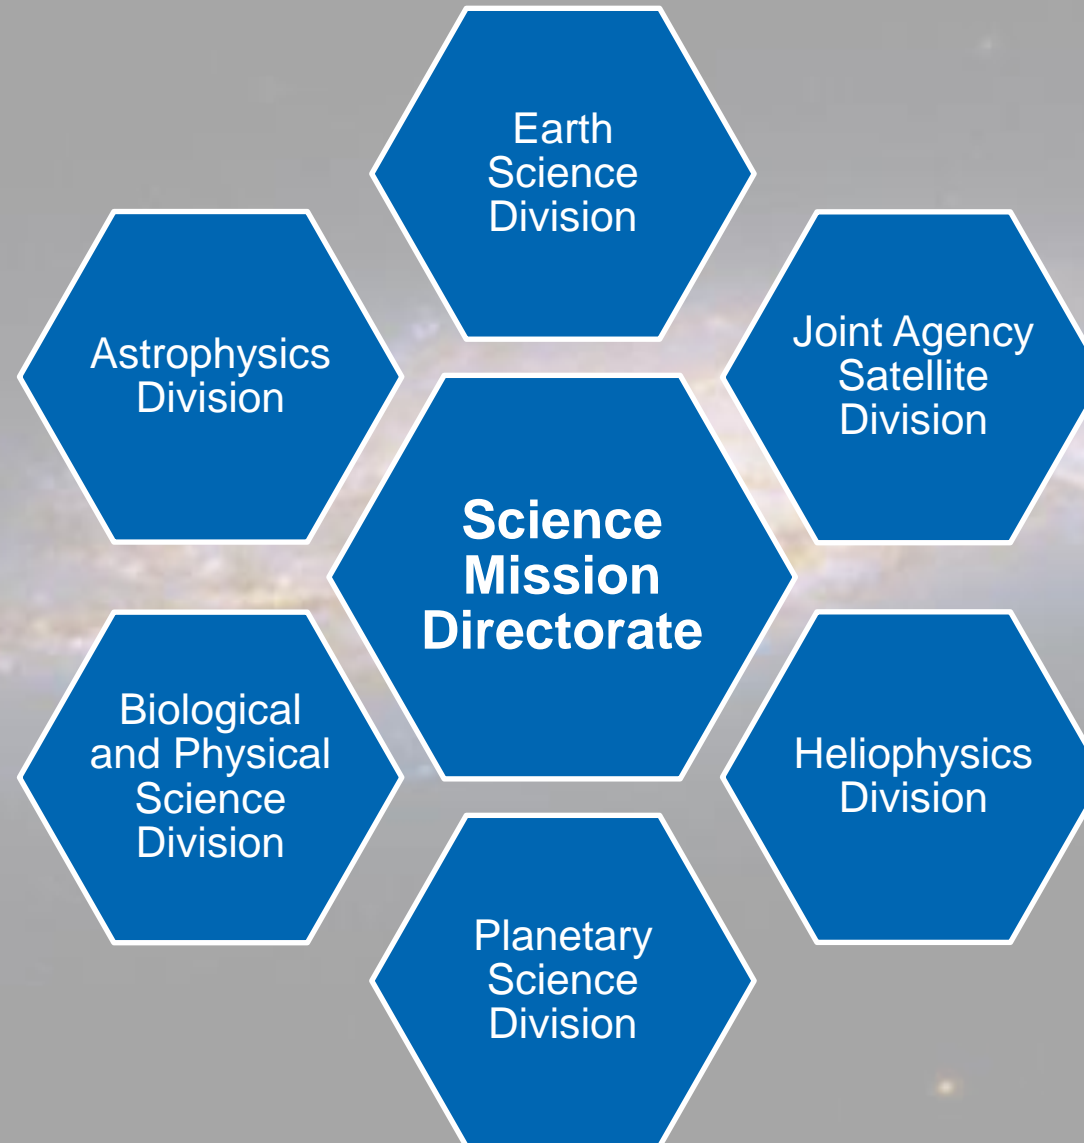 Earth
Science
Division
Joint Agency
Satellite
Division
Astrophysics
Division
Science
Mission
Directorate
Biological
and Physical
Science
Division
Heliophysics
Division
Planetary
Science
Division